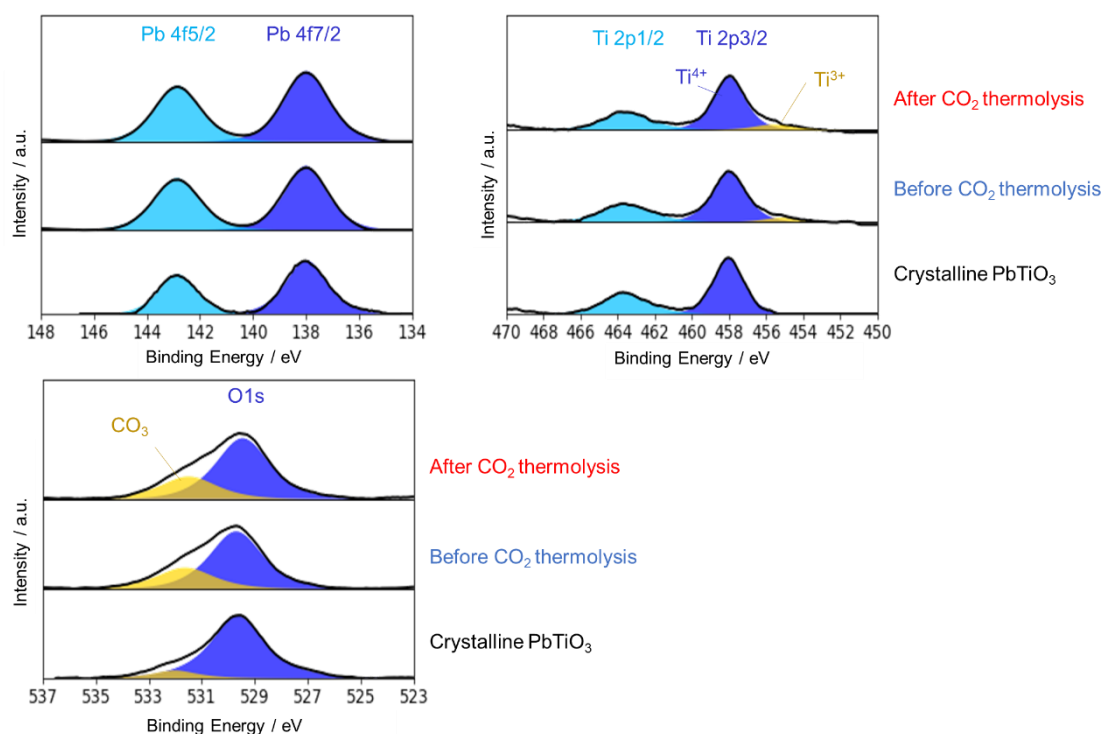 Pb 4f5/2 Pb 4f7/2
Intensity / a.u.
148 146 144 142 140 138 136 134
Binding Energy / eV
Ti 2p1/2 Ti 2p3/2
Ti⁴⁺ Ti³⁺
Intensity / a.u.
470 468 466 464 462 460 458 456 454 452 450
Binding Energy / eV
After CO₂ thermolysis
Before CO₂ thermolysis
Crystalline PbTiO₃
O1s
CO₃
Intensity / a.u.
537 535 533 531 529 527 525 523
Binding Energy / eV
After CO₂ thermolysis
Before CO₂ thermolysis
Crystalline PbTiO₃